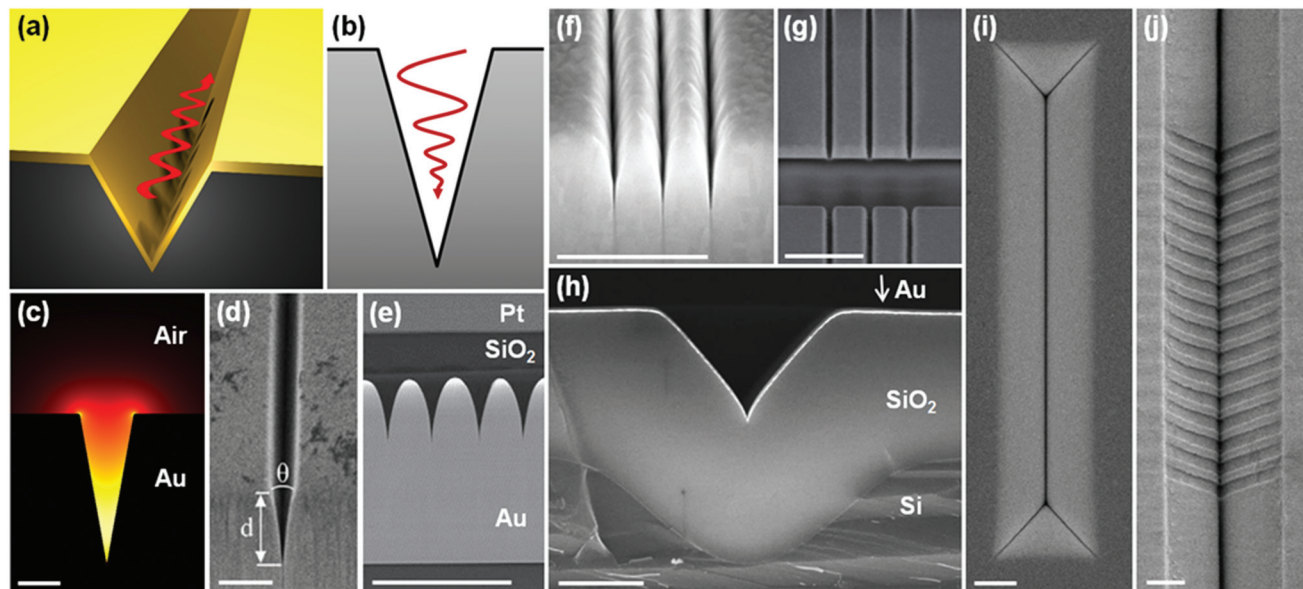 (a)
(b)
(c)
Air
Au
(d)
θ
d
(e)
Pt
SiO₂
Au
(f)
(g)
(h)
Au
SiO₂
Si
(i)
(j)